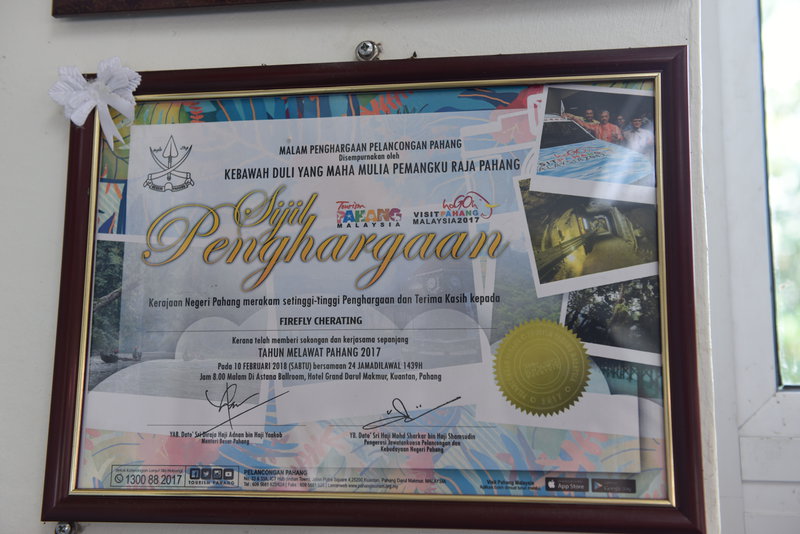 MALAM PENGHARGAAN PELANCONGAN PAHANG
Disempurnakan oleh
KEBAWAH DULI YANG MAHA MULIA PEMANGKU RAJA PAHANG
Sijil
Penghargaan
Tourism
PAHANG
MALAYSIA
VISIT PAHANG
MALAYSIA 2017
Kerajaan Negeri Pahang merakam setinggi-tinggi Penghargaan dan Terima Kasih kepada
FIREFLY CHERATING
Kerana telah memberi sokongan dan kerjasama sepanjang
TAHUN MELAWAT PAHANG 2017
Pada 10 FEBRUARI 2018 (SABTU) bersamaan 24 JAMADILAWAL 1439H
Jam 8.00 Malam Di Astana Ballroom, Hotel Grand Darul Makmur, Kuantan, Pahang
YAB. Dato' Sri Diraja Haji Adnan bin Haji Yaakob
Menteri Besar Pahang
YB. Dato' Sri Haji Mohd Sharkar bin Haji Shamsudin
Pengerusi Jawatankuasa Pelancongan dan
Kebudayaan Negeri Pahang
1300 88 2017
TOURISM PAHANG
PELANCONGAN PAHANG
Visit Pahang Malaysia
App Store